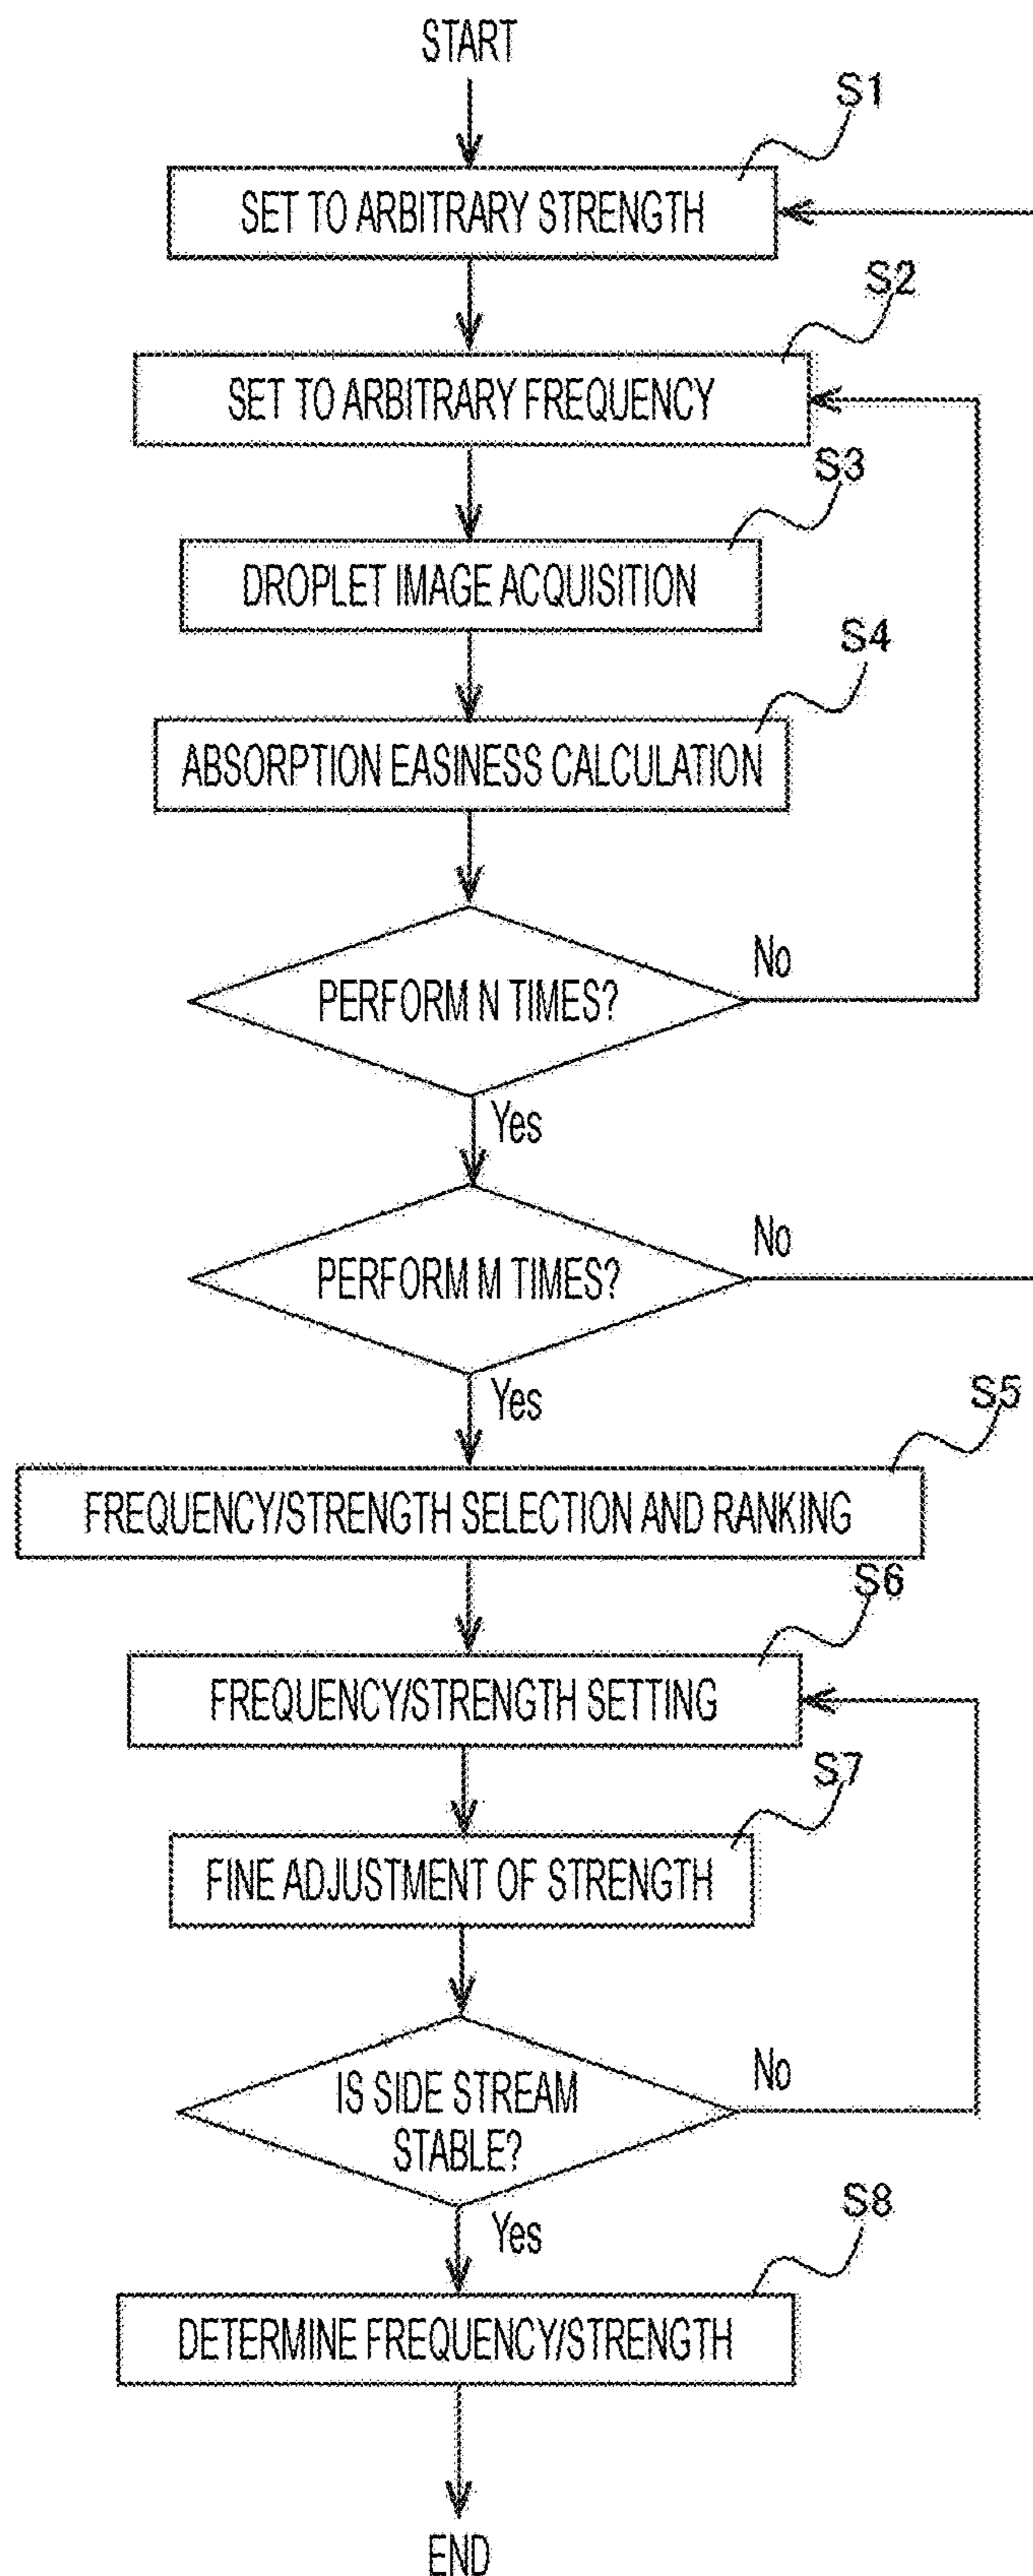 START
S1
SET TO ARBITRARY STRENGTH
S2
SET TO ARBITRARY FREQUENCY
S3
DROPLET IMAGE ACQUISITION
S4
ABSORPTION EASINESS CALCULATION
No
PERFORM N TIMES?
Yes
No
PERFORM M TIMES?
Yes
S5
FREQUENCY/STRENGTH SELECTION AND RANKING
S6
FREQUENCY/STRENGTH SETTING
S7
FINE ADJUSTMENT OF STRENGTH
No
IS SIDE STREAM
STABLE?
Yes
S8
DETERMINE FREQUENCY/STRENGTH
END